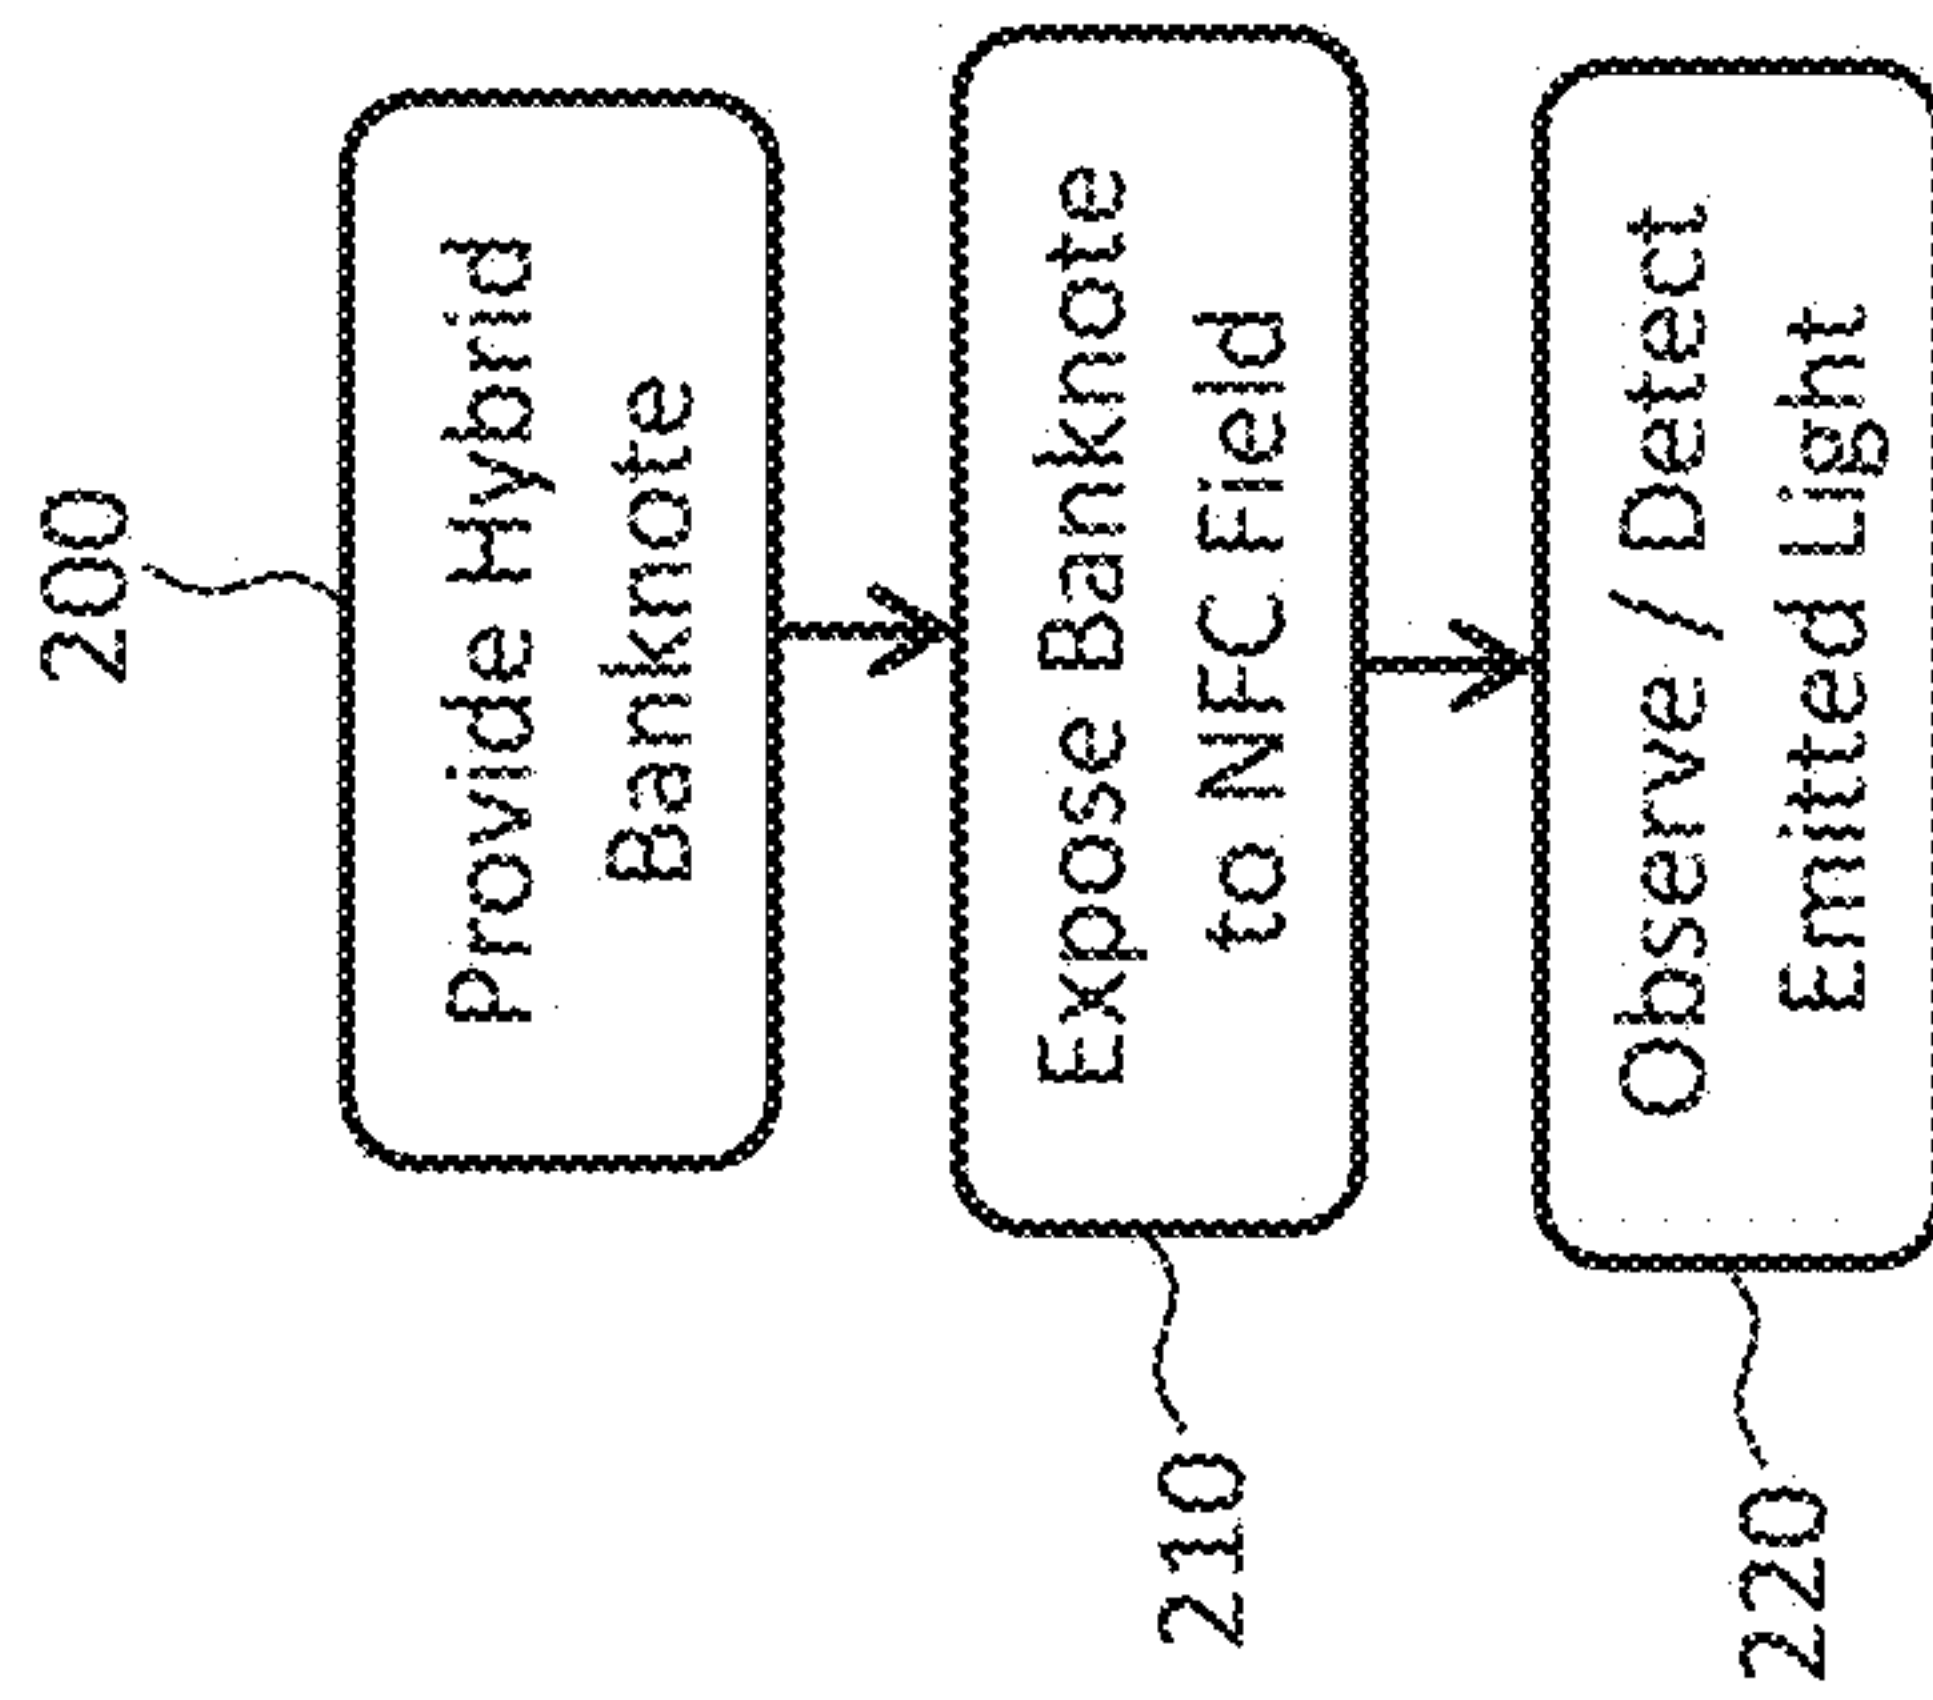 200
Provide Hybrid
Banknote
210
Expose Banknote
to NFC Field
220
Observe / Detect
Emitted Light